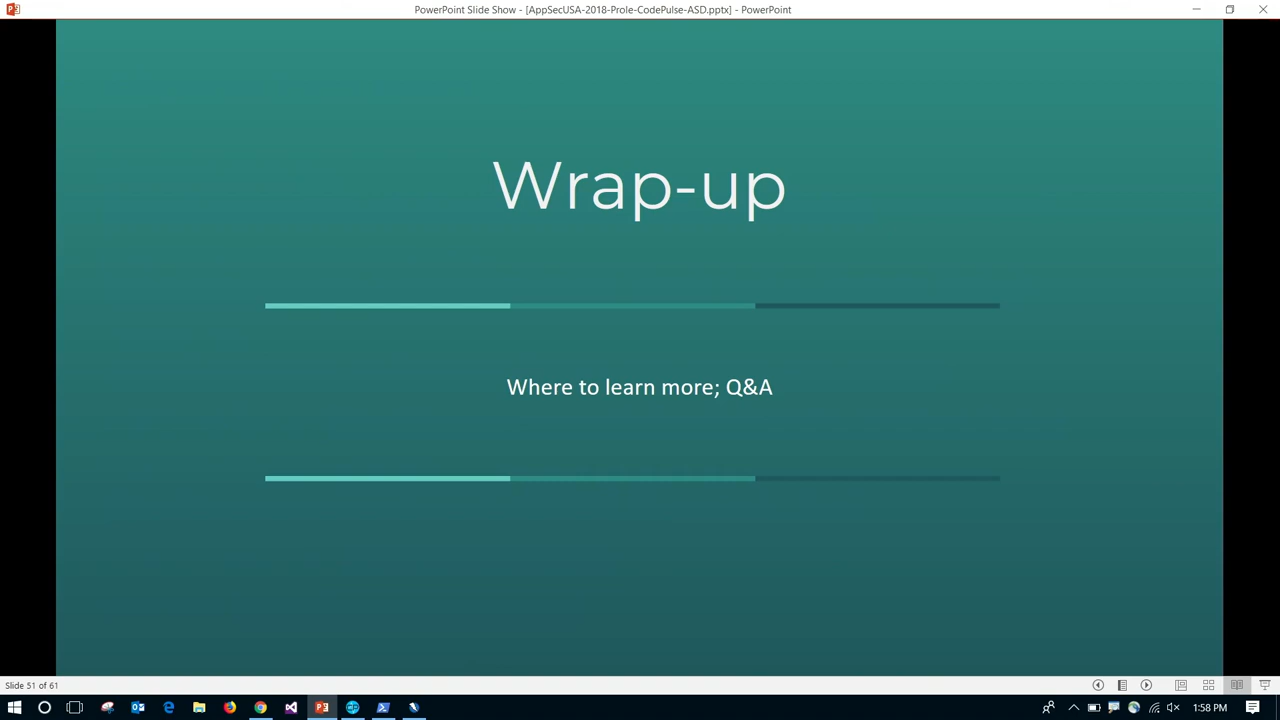 PowerPoint Slide Show - [AppSecUSA-2018-Prole-CodePulse-ASD.pptx] - PowerPoint
Wrap-up
Where to learn more; Q&A
Slide 51 of 61
1:58 PM